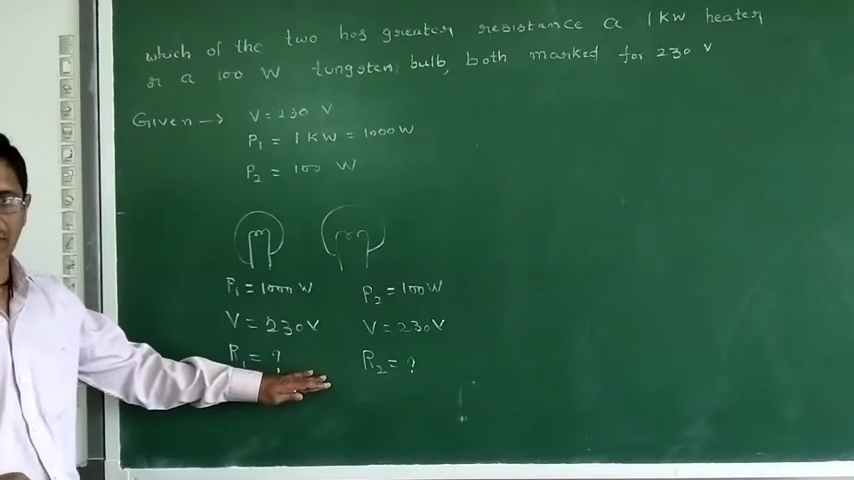 which of the two has greater resistance a 1 kW heater
or a 100 W tungsten bulb, both marked for 230 V
Given → V = 230 V
P1 = 1 KW = 1000 W
P2 = 100 W
P1 = 1000 W P2 = 100 W
V = 230 V V = 230 V
R1 = ? R2 = ?